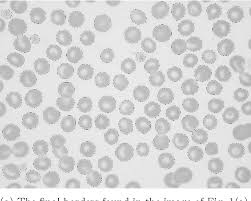 (c) The final borders found in the image of Fig. 1(c)